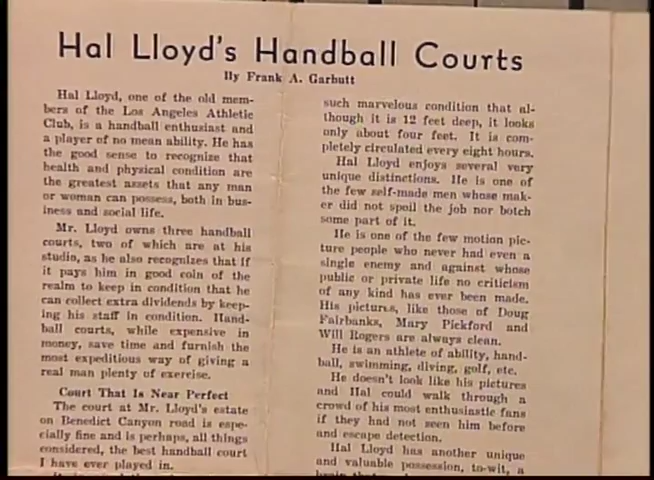 Hal Lloyd's Handball Courts
By Frank A. Garbutt
Hal Lloyd, one of the old mem-
bers of the Los Angeles Athletic
Club, is a handball enthusiast and
a player of no mean ability. He has
the good sense to recognize that
health and physical condition are
the greatest assets that any man
or woman can possess, both in bus-
iness and social life.
Mr. Lloyd owns three handball
courts, two of which are at his
studio, as he also recognizes that if
it pays him in good coin of the
realm to keep in condition that he
can collect extra dividends by keep-
ing his staff in condition. Hand-
ball courts, while expensive in
money, save time and furnish the
most expeditious way of giving a
real man plenty of exercise.
Court That Is Near Perfect
The court at Mr. Lloyd's estate
on Benedict Canyon road is espe-
cially fine and is perhaps, all things
considered, the best handball court
I have ever played in.
such marvelous condition that al-
though it is 12 feet deep, it looks
only about four feet. It is com-
pletely circulated every eight hours.
Hal Lloyd enjoys several very
unique distinctions. He is one of
the few self-made men whose mak-
er did not spoil the job nor botch
some part of it.
He is one of the few motion pic-
ture people who never had even a
single enemy and against whose
public or private life no criticism
of any kind has ever been made.
His pictures, like those of Doug
Fairbanks, Mary Pickford and
Will Rogers are always clean.
He is an athlete of ability, hand-
ball, swimming, diving, golf, etc.
He doesn't look like his pictures
and Hal could walk through a
crowd of his most enthusiastic fans
if they had not seen him before
and escape detection.
Hal Lloyd has another unique
and valuable possession, to-wit, a